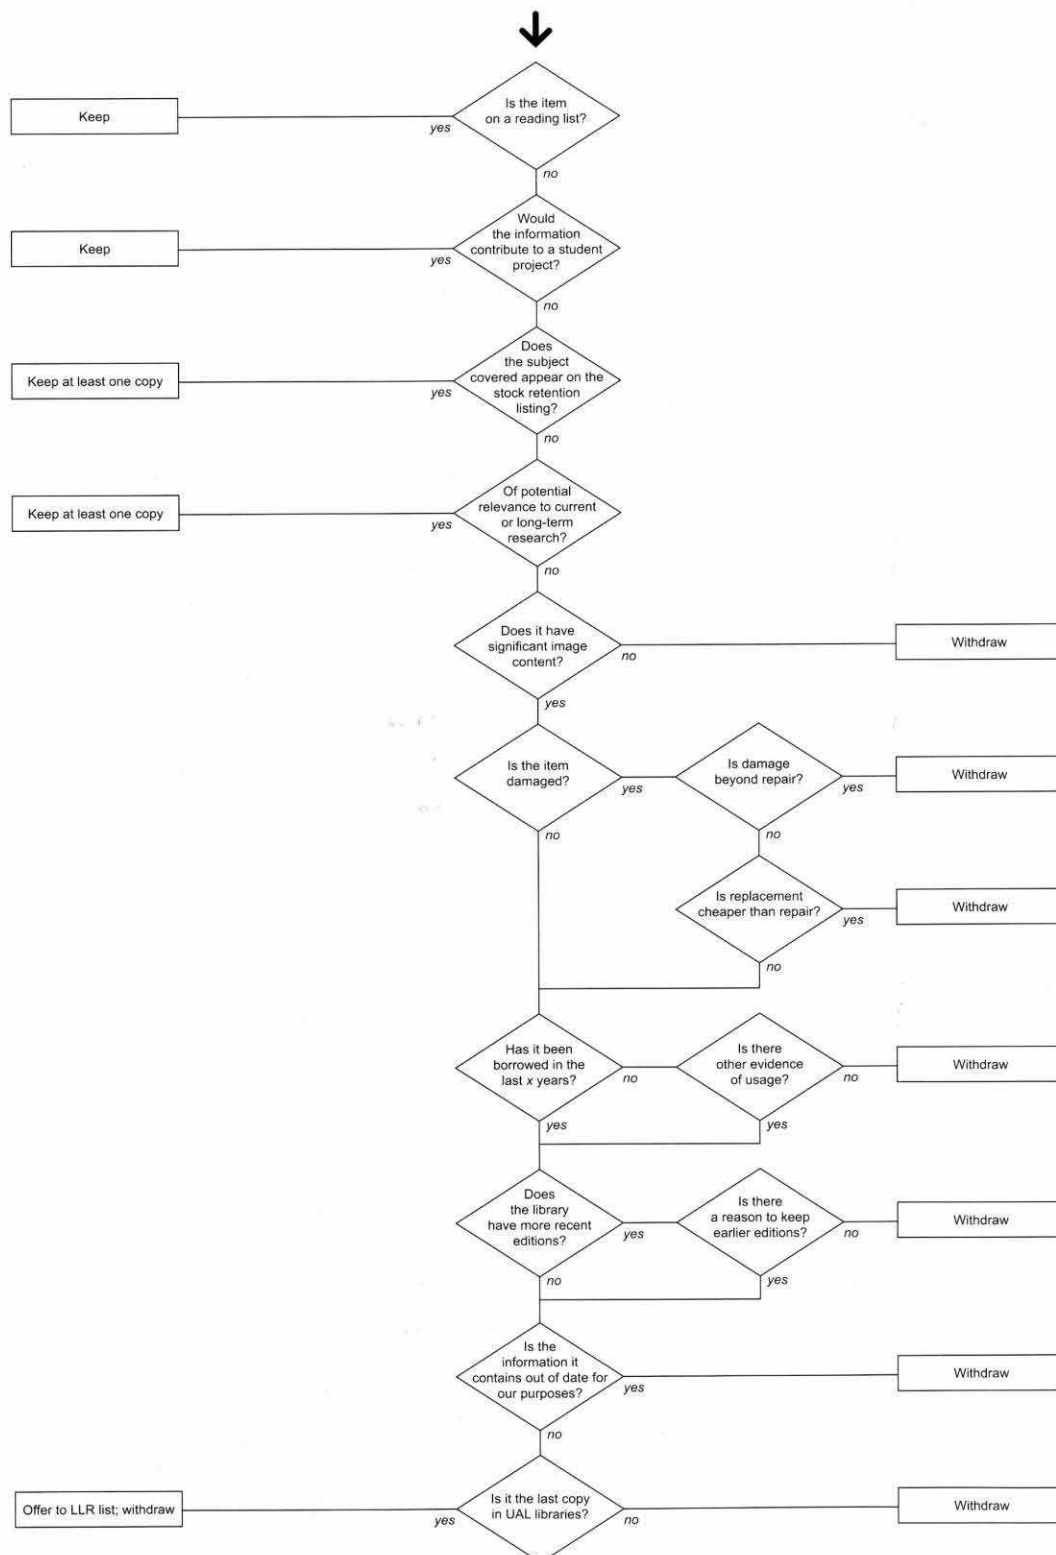 Is the item
on a reading list?
Keep
yes
no
Would
the information
contribute to a student
project?
Keep
yes
no
Does
the subject
covered appear on the
stock retention
listing?
Keep at least one copy
yes
no
Of potential
relevance to current
or long-term
research?
Keep at least one copy
yes
no
Does it have
significant image
content?
no
Withdraw
yes
Is the item
damaged?
yes
Is damage
beyond repair?
yes
Withdraw
no
no
Is replacement
cheaper than repair?
yes
Withdraw
no
Has it been
borrowed in the
last x years?
no
Is there
other evidence
of usage?
no
Withdraw
yes
yes
Does
the library
have more recent
editions?
yes
Is there
a reason to keep
earlier editions?
no
Withdraw
no
yes
Is the
information it
contains out of date for
our purposes?
yes
Withdraw
no
Is it the last copy
in UAL libraries?
Offer to LLR list; withdraw
yes
no
Withdraw